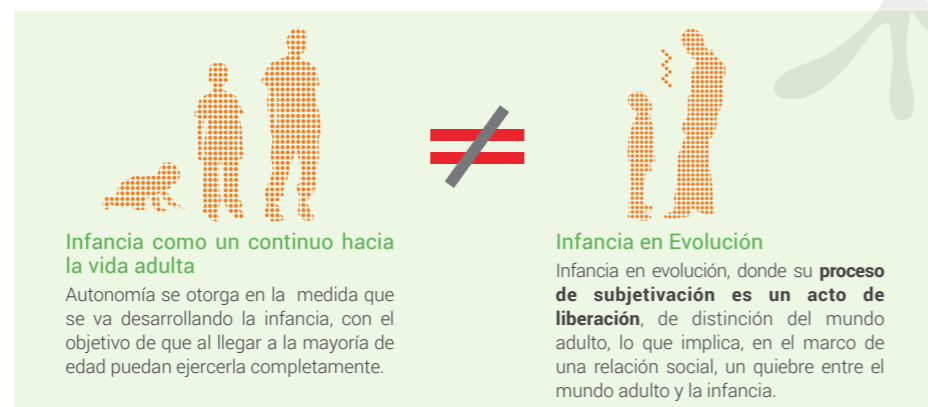 Infancia como un continuo hacia
la vida adulta
Autonomía se otorga en la medida que
se va desarrollando la infancia, con el
objetivo de que al llegar a la mayoría de
edad puedan ejercerla completamente.
Infancia en Evolución
Infancia en evolución, donde su proceso
de subjetivación es un acto de
liberación, de distinción del mundo
adulto, lo que implica, en el marco de
una relación social, un quiebre entre el
mundo adulto y la infancia.